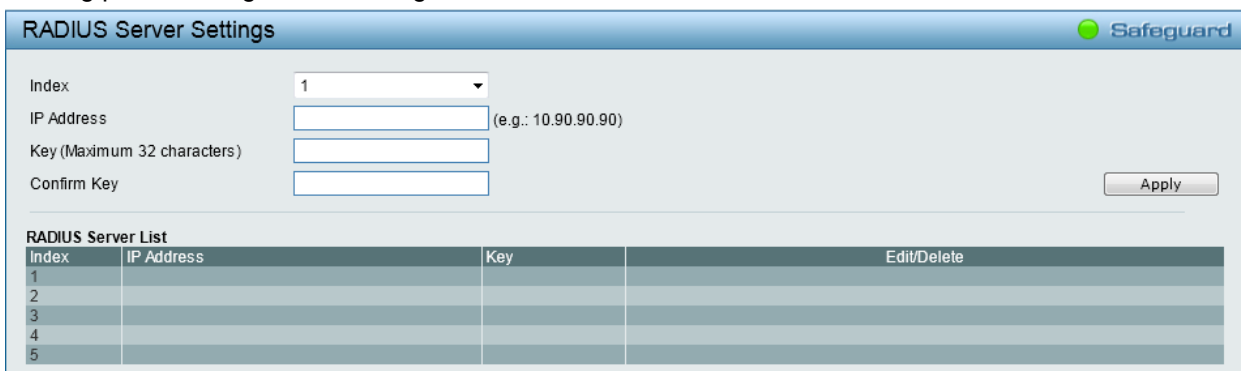 RADIUS Server Settings Safeguard
Index 1
IP Address (e.g.: 10.90.90.90)
Key (Maximum 32 characters)
Confirm Key Apply
RADIUS Server List
Index IP Address Key Edit/Delete
1
2
3
4
5